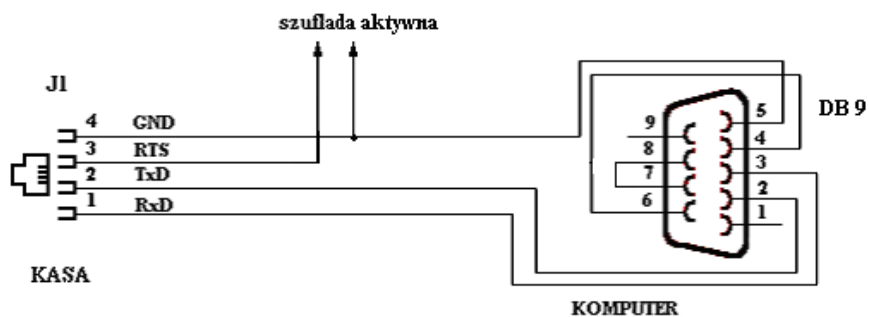 szuflada aktywna
J1
4 GND
3 RTS
2 TxD
1 RxD
KASA
DB 9
5
9
4
8
3
7
2
6
1
KOMPUTER